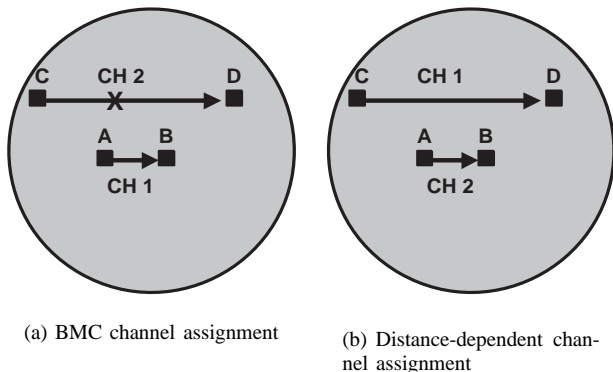 C CH 2 D
X
A B
CH 1
C CH 1 D
A B
CH 2
(a) BMC channel assignment
(b) Distance-dependent chan-
nel assignment